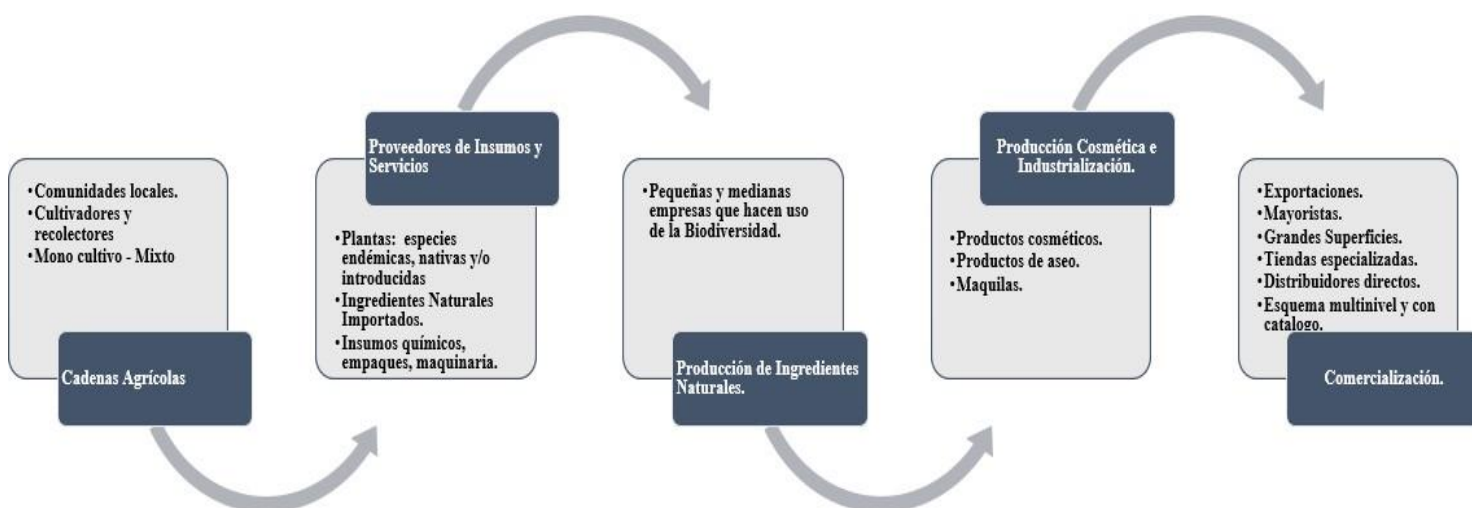 •Comunidades locales.
•Cultivadores y
recolectores
•Mono cultivo - Mixto
Cadenas Agrícolas
Proveedores de Insumos y
Servicios
•Plantas: especies
endémicas, nativas y/o
introducidas
•Ingredientes Naturales
Importados.
•Insumos químicos,
empaques, maquinaria.
•Pequeñas y medianas
empresas que hacen uso
de la Biodiversidad.
Producción de Ingredientes
Naturales.
Producción Cosmética e
Industrialización.
•Productos cosméticos.
•Productos de aseo.
•Maquilas.
•Exportaciones.
•Mayoristas.
•Grandes Superficies.
•Tiendas especializadas.
•Distribuidores directos.
•Esquema multinivel y con
catalogo.
Comercialización.